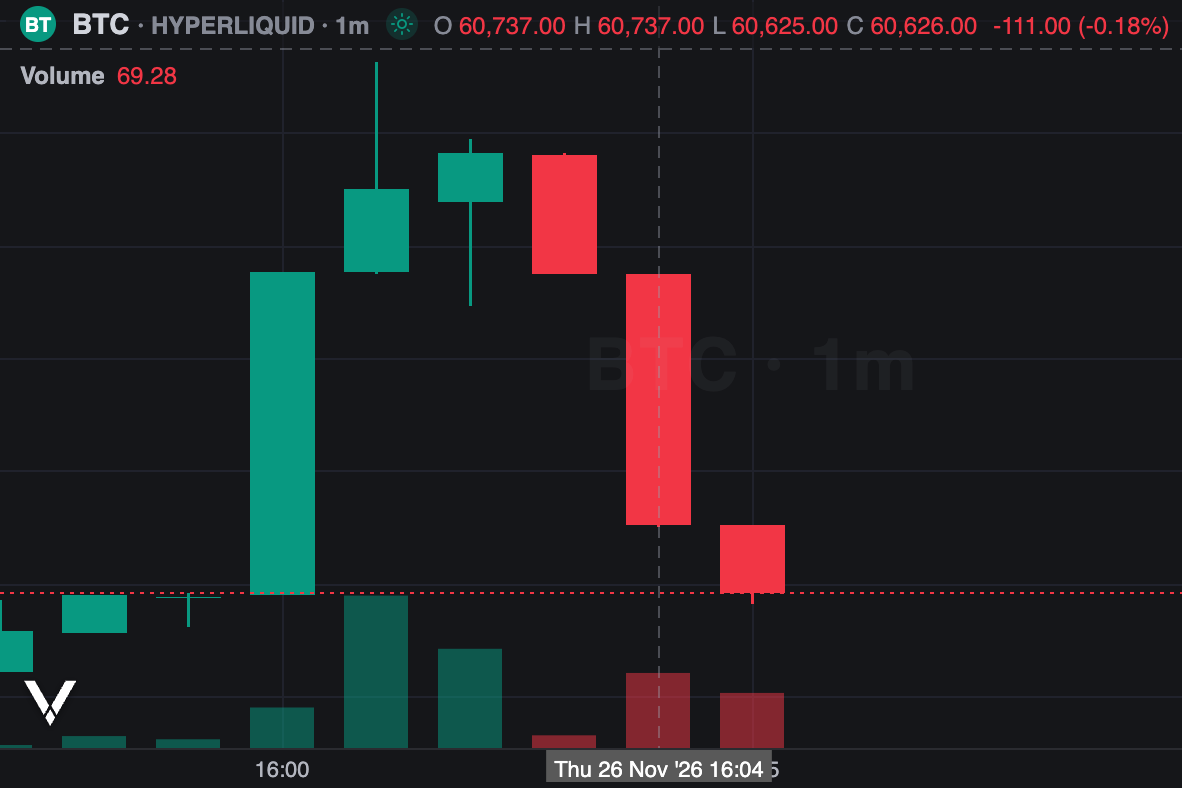 BT BTC · HYPERLIQUID · 1m O 60,737.00 H 60,737.00 L 60,625.00 C 60,626.00 -111.00 (-0.18%)
Volume 69.28
BTC · 1m
16:00 Thu 26 Nov '26 16:04 5